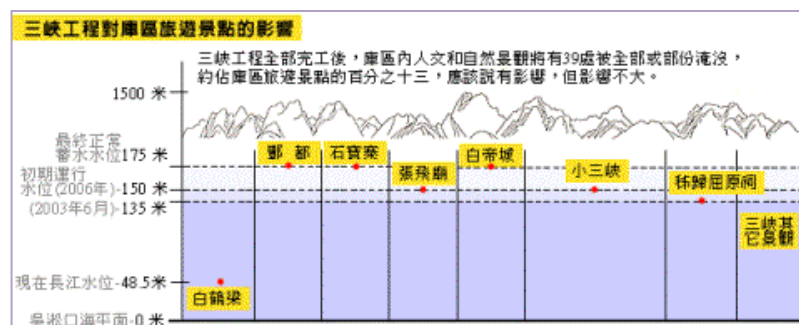 三峽工程對庫區旅遊景點的影響
三峽工程全部完工後，庫區內人文和自然景觀將有39處被全部或部份淹沒，
約佔庫區旅遊景點的百分之十三，應該說有影響，但影響不大。
1500 米
最終正常
蓄水水位175 米
初期運行
水位(2006年)-150 米
(2003年6月)-135 米
現在長江水位-48.5米
吳淞口海平面-0 米
白鶴梁
酆 都
石寶寨
張飛廟
白帝城
小三峽
秭歸屈原祠
三峽其
它景觀